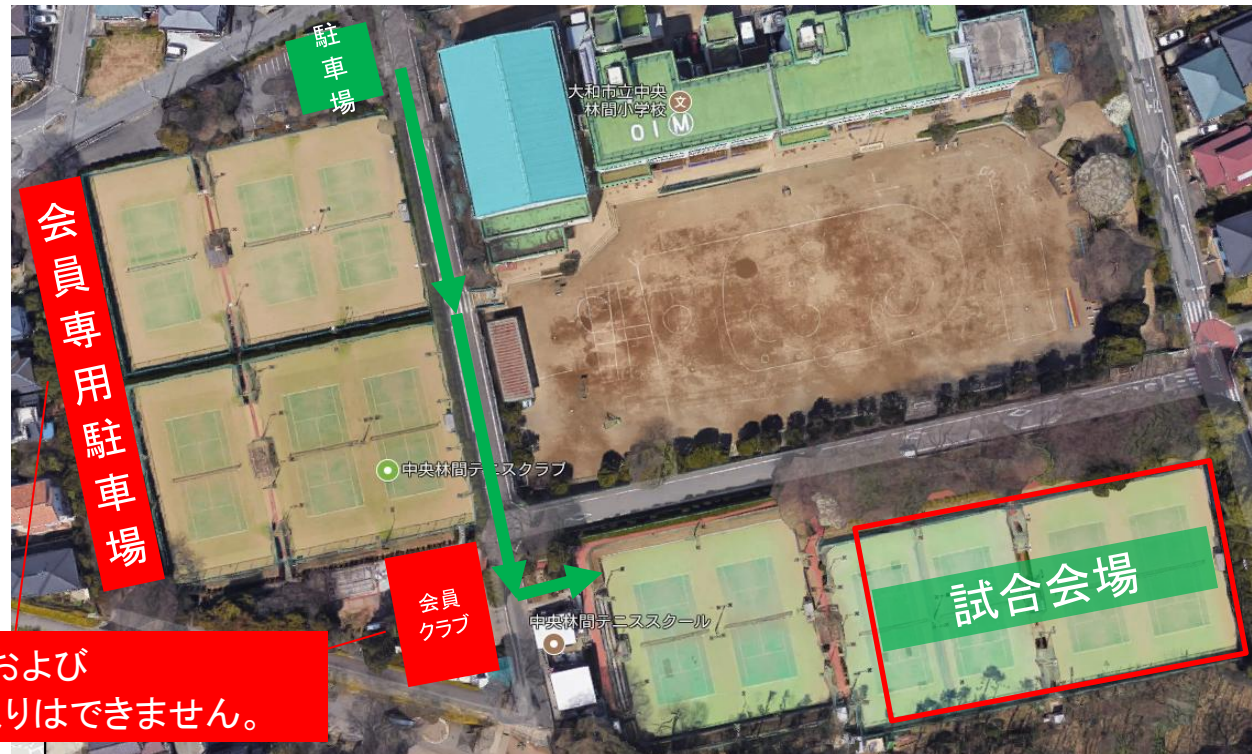 駐車場
大和市立中央
林間小学校
文
OIM
会員専用駐車場
中央林間テニスクラブ
試合会場
会員
クラブ
中央林間テニススクール
および
りはできません。